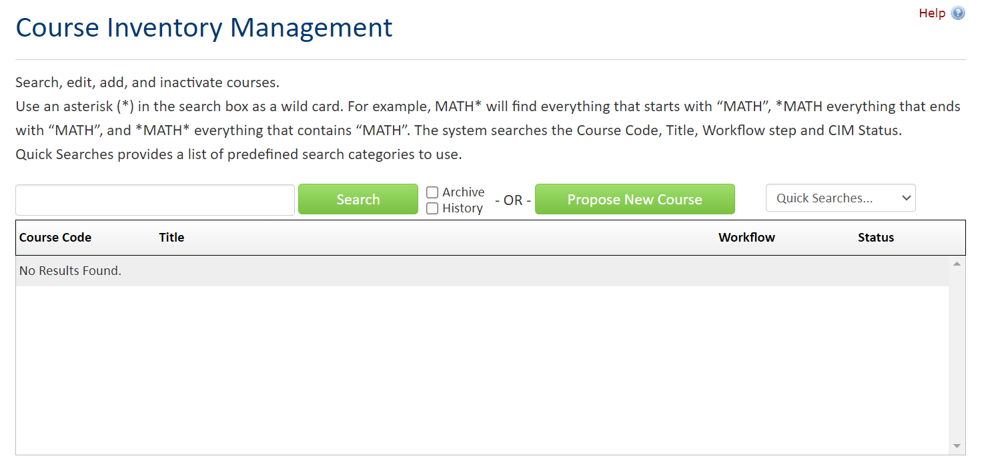 Help
Course Inventory Management
Search, edit, add, and inactivate courses.
Use an asterisk (*) in the search box as a wild card. For example, MATH* will find everything that starts with “MATH”, *MATH everything that ends
with “MATH”, and *MATH* everything that contains “MATH”. The system searches the Course Code, Title, Workflow step and CIM Status.
Quick Searches provides a list of predefined search categories to use.
Search
Archive
History
- OR -
Propose New Course
Quick Searches...
Course Code Title Workflow Status
No Results Found.